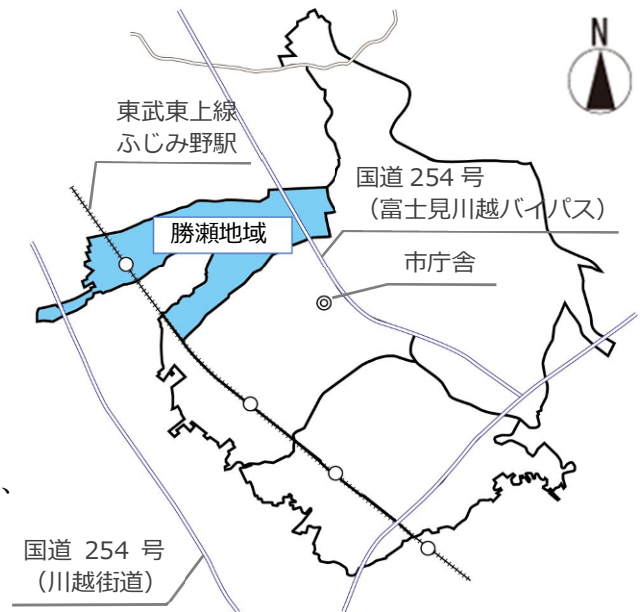 N
東武東上線
ふじみ野駅
国道 254 号
（富士見川越バイパス）
勝瀬地域
市庁舎
、
国道 254 号
（川越街道）